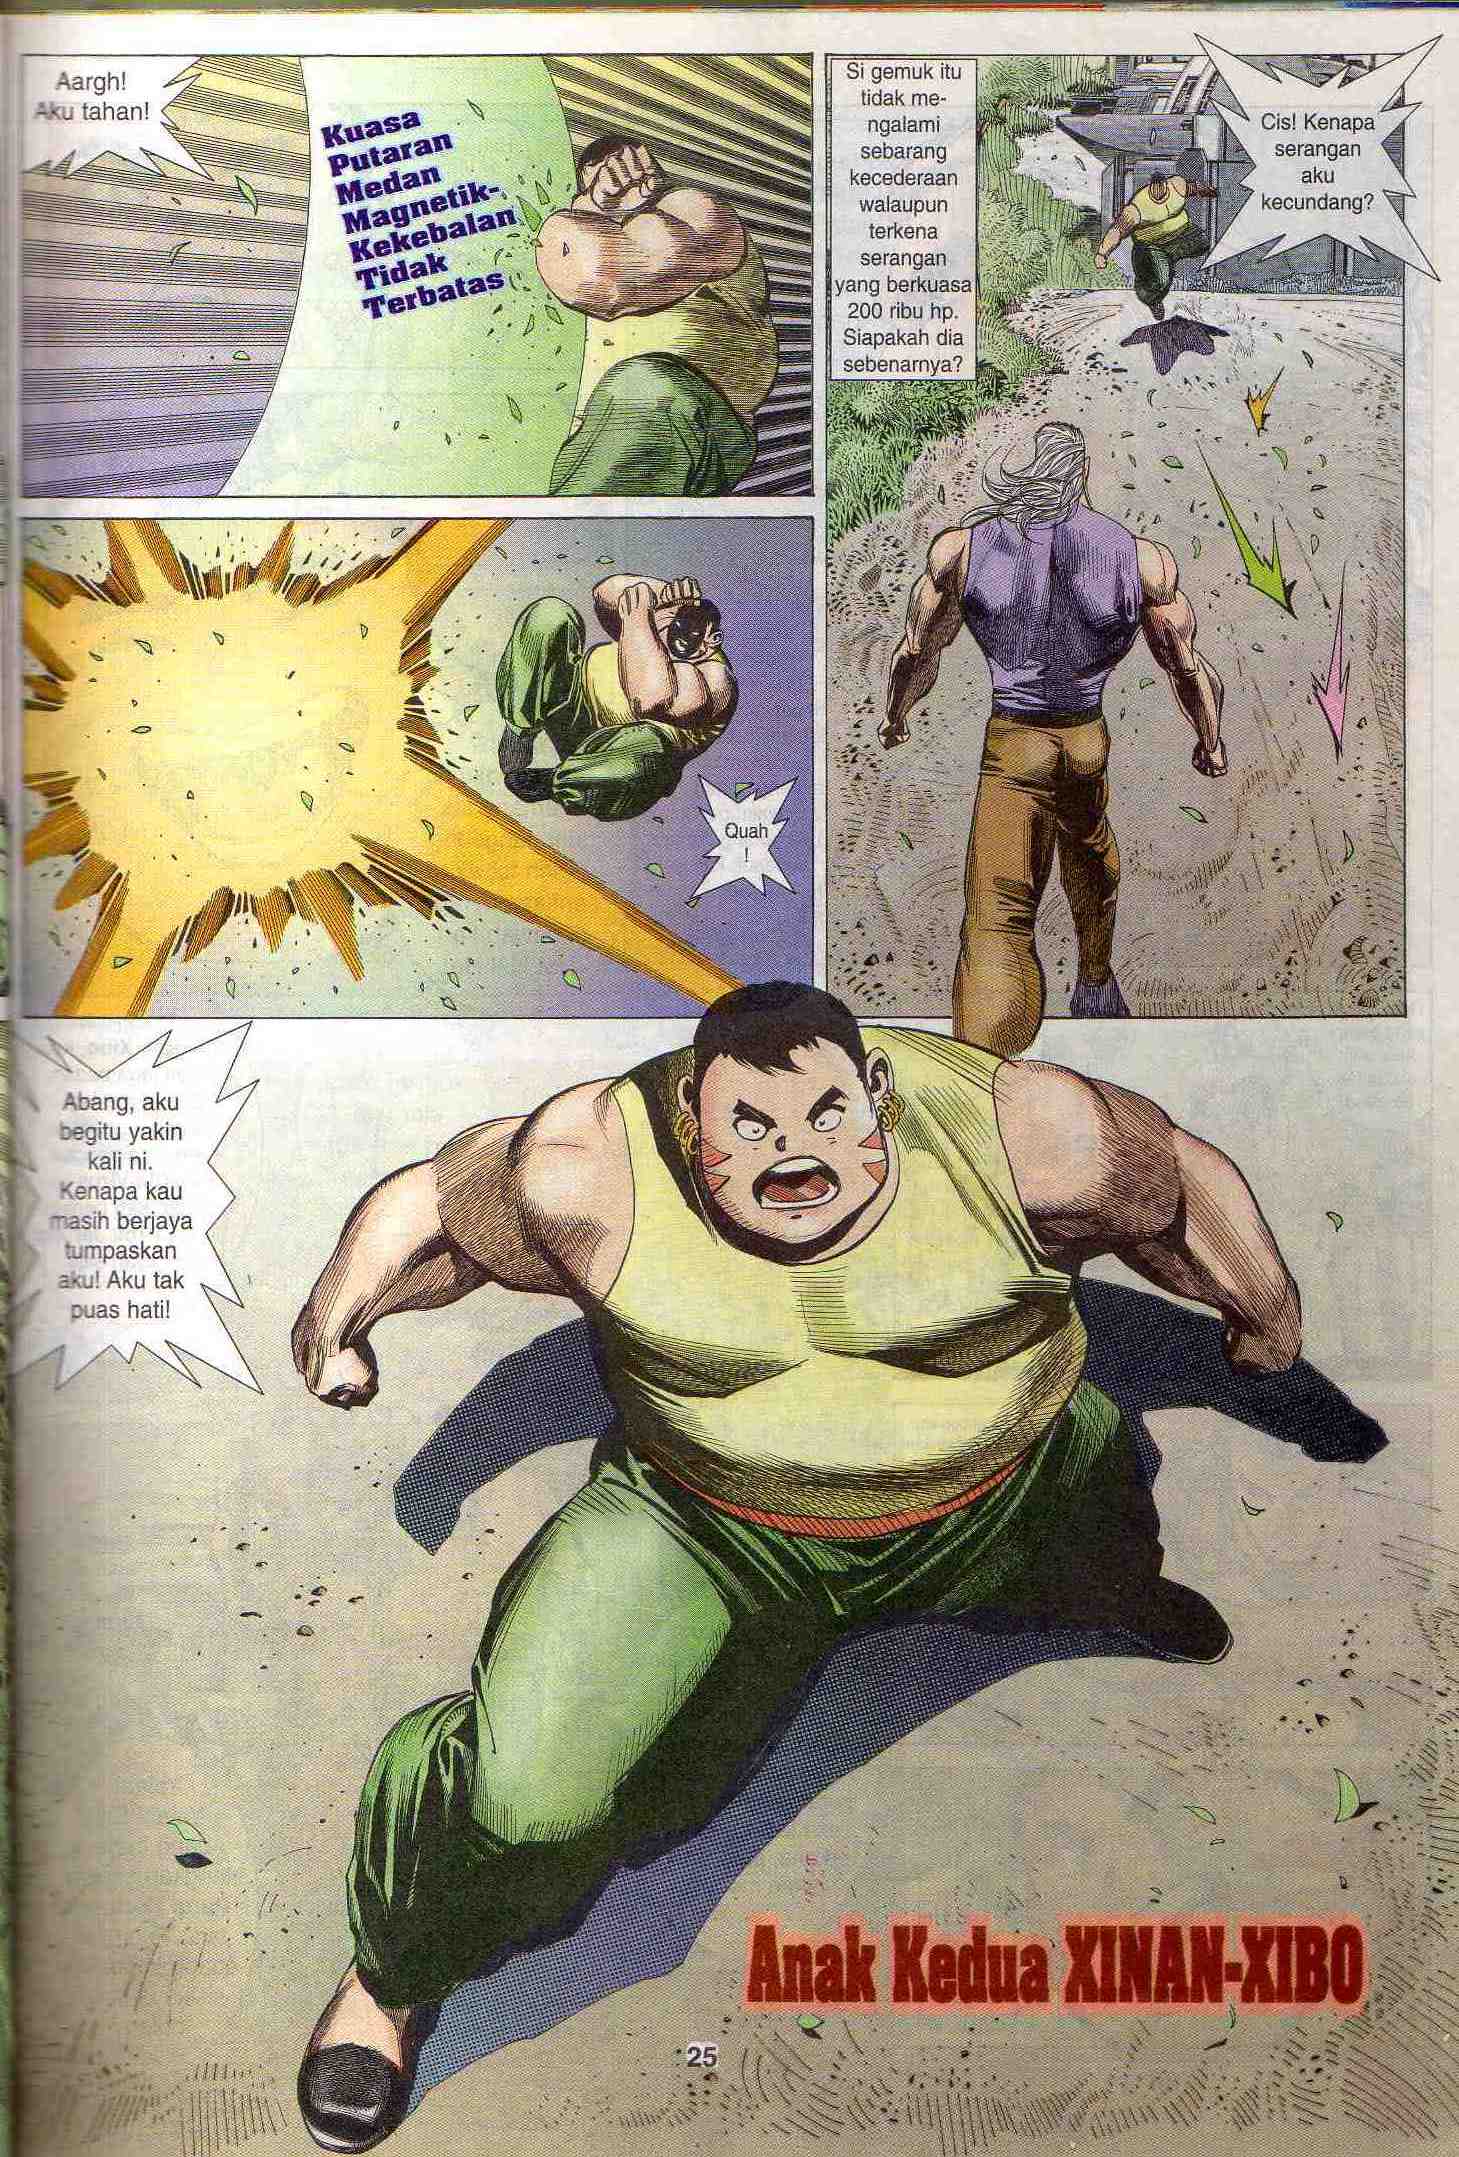 Aargh!
Aku tahan!
Kuasa
Putaran
Medan
Magnetik-
Kekebalan
Tidak
Terbatas
Quah
!
Si gemuk itu
tidak me-
ngalami
sebarang
kecederaan
walaupun
terkena
serangan
yang berkuasa
200 ribu hp.
Siapakah dia
sebenarnya?
Cis! Kenapa
serangan
aku
kecundang?
Abang, aku
begitu yakin
kali ni.
Kenapa kau
masih berjaya
tumpaskan
aku! Aku tak
puas hati!
Anak Kedua XINAN-XIBO
25